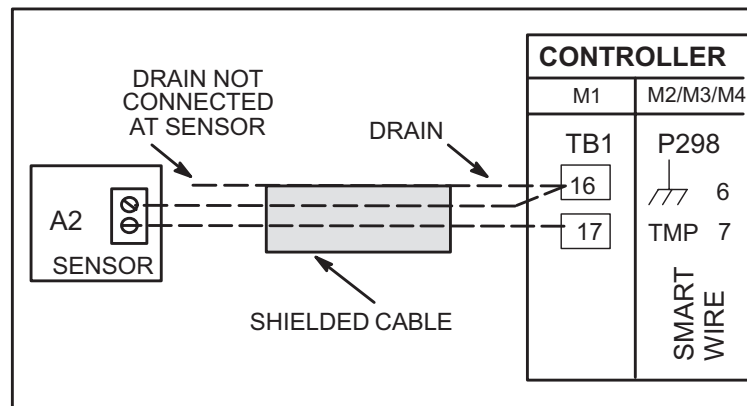 DRAIN NOT
CONNECTED
AT SENSOR
DRAIN
A2
SENSOR
SHIELDED CABLE
CONTROLLER
M1
M2/M3/M4
TB1
P298
16
6
17
TMP 7
SMART
WIRE